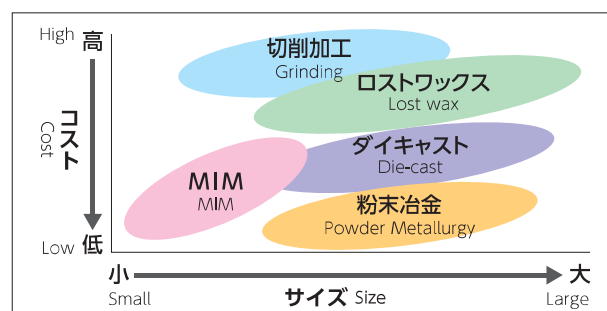 High 高
コスト
Cost
Low 低
切削加工
Grinding
ロストワックス
Lost wax
ダイキャスト
Die-cast
MIM
MIM
粉末冶金
Powder Metallurgy
小 大
Small サイズ Size Large